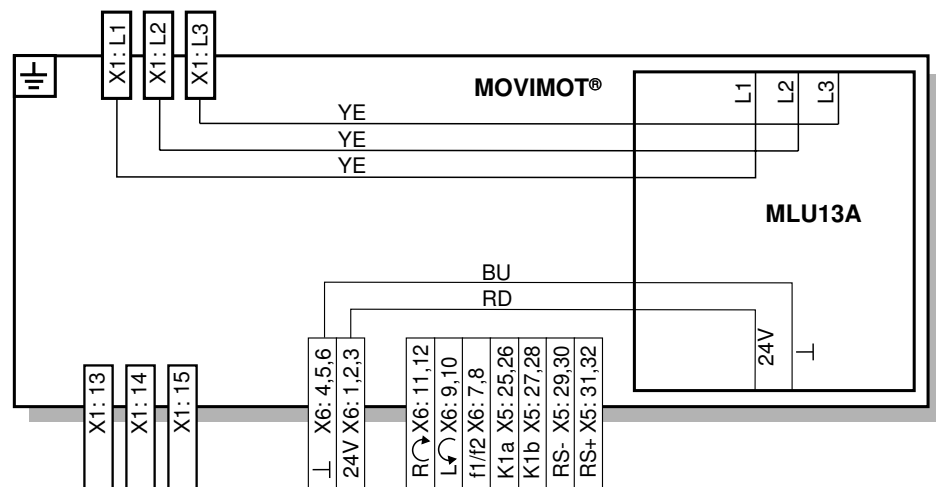 X1: L1
X1: L2
X1: L3
MOVIMOT®
L1
L2
L3
YE
YE
YE
MLU13A
BU
RD
24V
⊥
X1: 13
X1: 14
X1: 15
⊥ X6: 4,5,6
24V X6: 1,2,3
R X6: 11,12
L X6: 9,10
f1/f2 X6: 7,8
K1a X5: 25,26
K1b X5: 27,28
RS- X5: 29,30
RS+ X5: 31,32